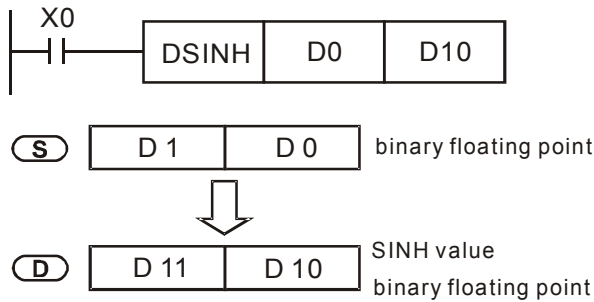 X0
DSINH D0 D10
S D 1 D 0 binary floating point
D D 11 D 10 SINH value
binary floating point